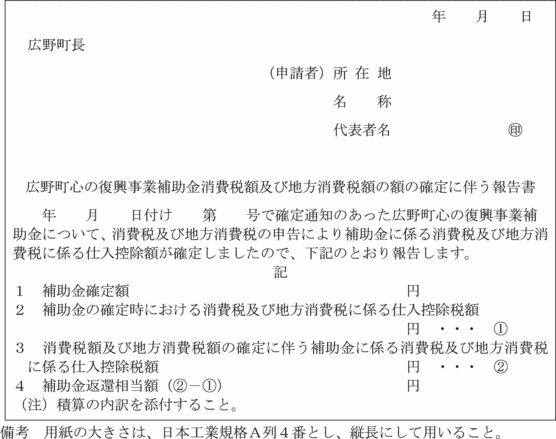 年　　月　　日
広野町長
（申請者）所 在 地
名　　称
代表者名　　　　　　　　㊞
広野町心の復興事業補助金消費税額及び地方消費税額の額の確定に伴う報告書
年　　月　　日付け　　第　　号で確定通知のあった広野町心の復興事業補
助金について、消費税及び地方消費税の申告により補助金に係る消費税及び地方消
費税に係る仕入控除額が確定しましたので、下記のとおり報告します。
記
１　補助金確定額　　　　　　　　　　　　　　　　　円
２　補助金の確定時における消費税及び地方消費税に係る仕入控除税額
円　・・・　①
３　消費税額及び地方消費税額の確定に伴う補助金に係る消費税及び地方消費税
に係る仕入控除税額　　　　　　　　　　　　　　　円　・・・　②
４　補助金返還相当額（②－①）　　　　　　　　　　円
（注）積算の内訳を添付すること。
備考　用紙の大きさは、日本工業規格Ａ列４番とし、縦長にして用いること。